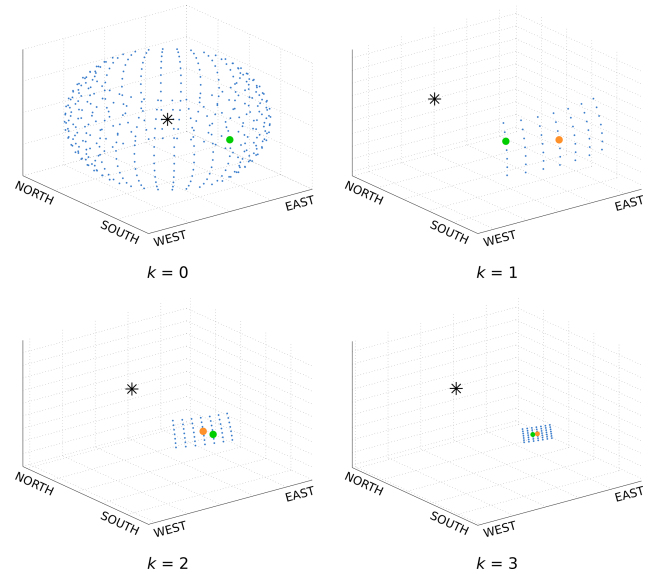 NORTH
SOUTH
WEST
EAST
k = 0
NORTH
SOUTH
WEST
EAST
k = 1
NORTH
SOUTH
WEST
EAST
k = 2
NORTH
SOUTH
WEST
EAST
k = 3